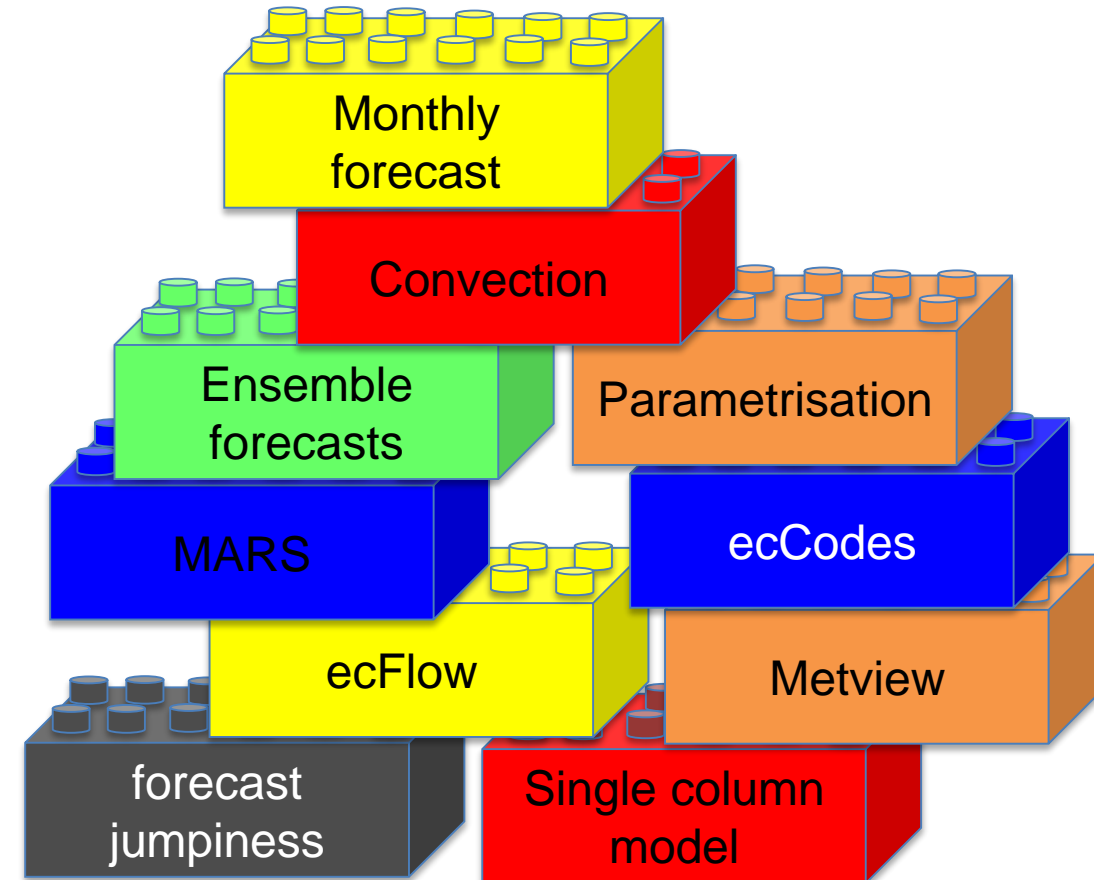 Monthly
forecast
Convection
Ensemble
forecasts
Parametrisation
MARS
ecCodes
ecFlow
Metview
forecast
jumpiness
Single column
model